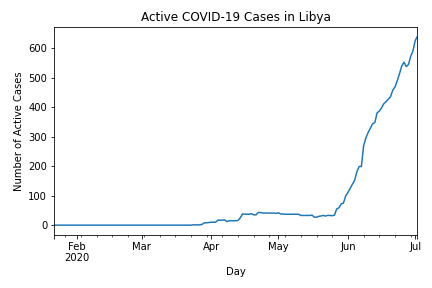 Active COVID-19 Cases in Libya
Number of Active Cases
600
500
400
300
200
100
0
Feb Mar Apr May Jun Jul
2020
Day